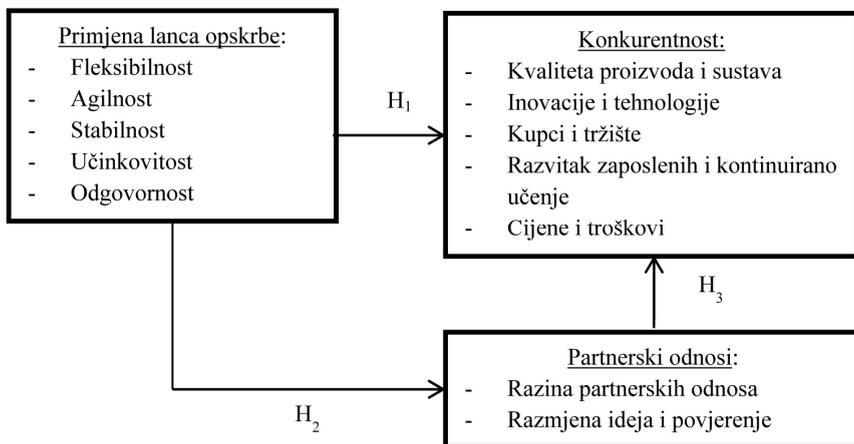 Primjena lanca opskrbe:
- Fleksibilnost
- Agilnost
- Stabilnost
- Učinkovitost
- Odgovornost
H₁
Konkurentnost:
- Kvaliteta proizvoda i sustava
- Inovacije i tehnologije
- Kupci i tržište
- Razvitak zaposlenih i kontinuirano
učenje
- Cijene i troškovi
H₃
Partnerski odnosi:
- Razina partnerskih odnosa
- Razmjena ideja i povjerenje
H₂